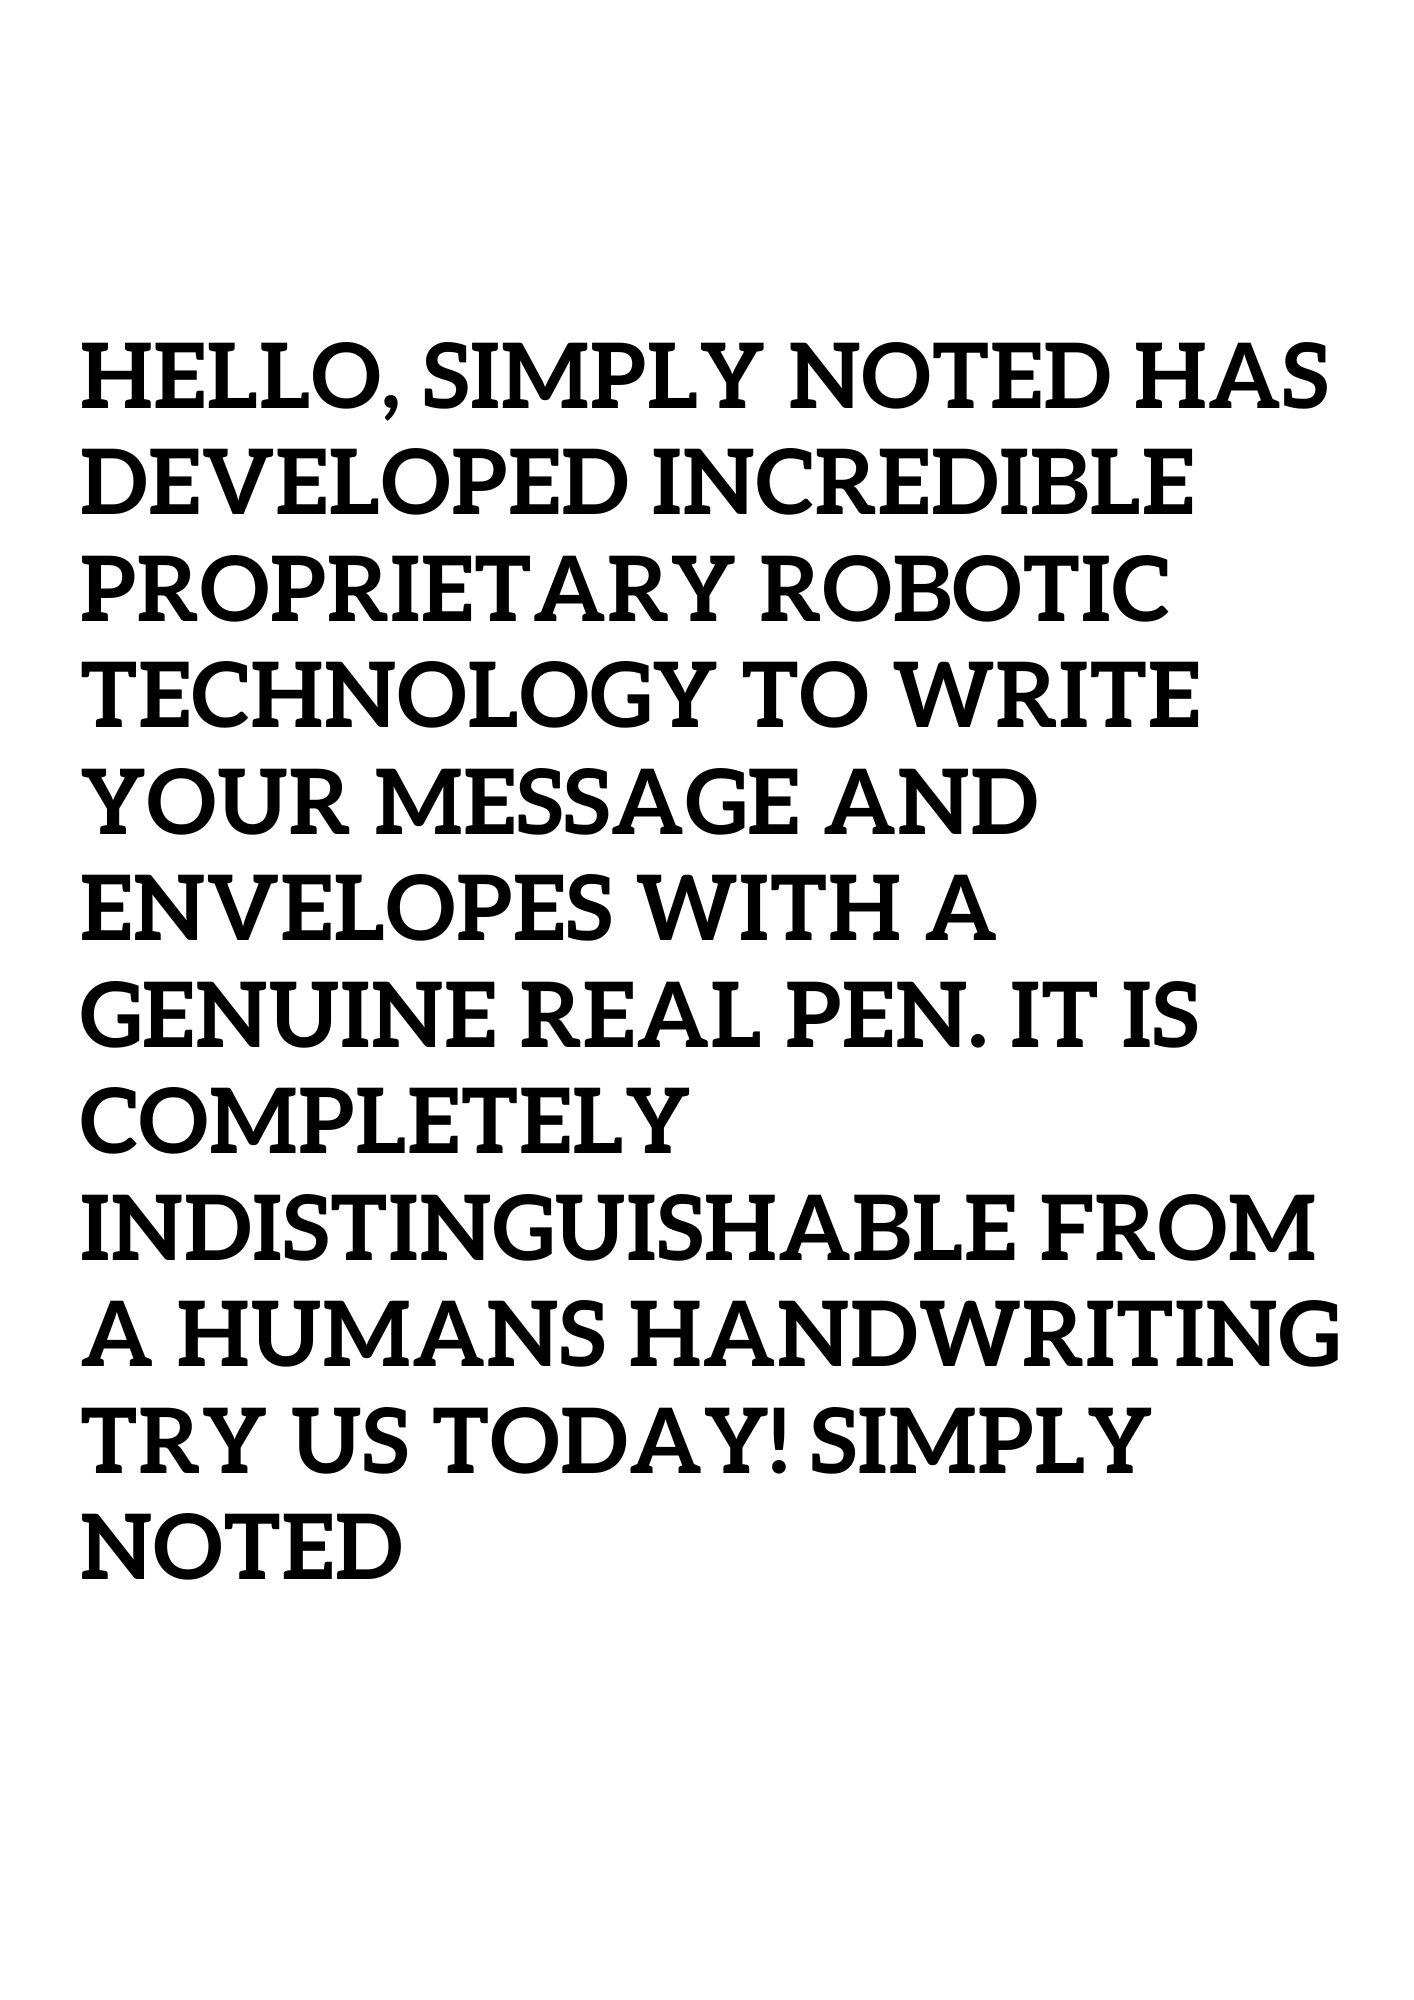 HELLO, SIMPLY NOTED HAS
DEVELOPED INCREDIBLE
PROPRIETARY ROBOTIC
TECHNOLOGY TO WRITE
YOUR MESSAGE AND
ENVELOPES WITH A
GENUINE REAL PEN. IT IS
COMPLETELY
INDISTINGUISHABLE FROM
A HUMANS HANDWRITING
TRY US TODAY! SIMPLY
NOTED